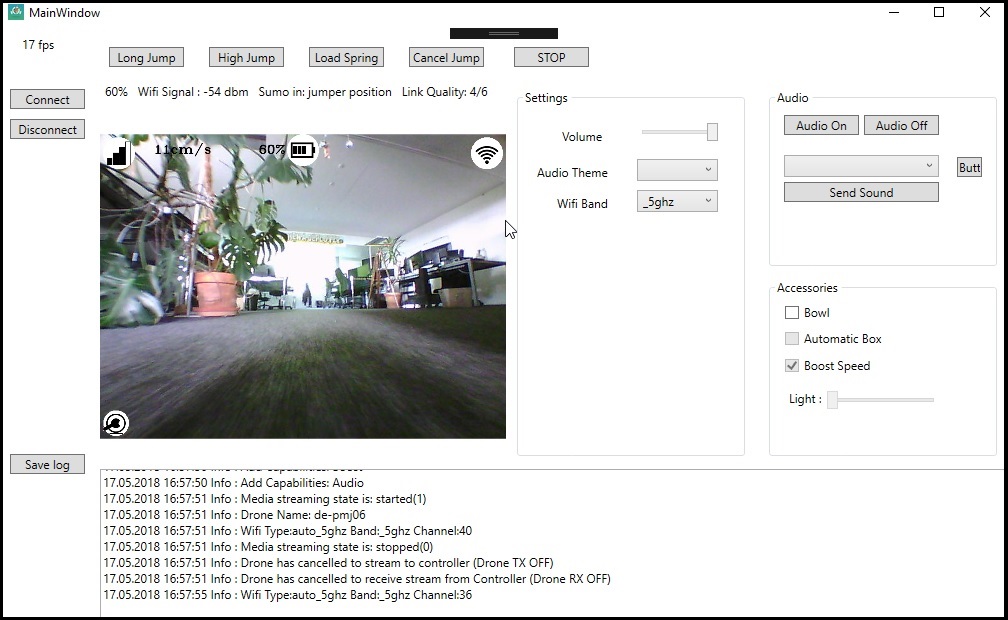 MainWindow
17 fps
Long Jump High Jump Load Spring Cancel Jump STOP
60% Wifi Signal : -54 dbm Sumo in: jumper position Link Quality: 4/6
Connect
Disconnect
11cm/s 60%
Settings
Volume
Audio Theme
Wifi Band _5ghz
Audio
Audio On Audio Off
Butt
Send Sound
Accessories
Bowl
Automatic Box
Boost Speed
Light :
Save log
17.05.2018 16:57:50 Info : Add Capabilities: Audio
17.05.2018 16:57:51 Info : Media streaming state is: started(1)
17.05.2018 16:57:51 Info : Drone Name: de-pmj06
17.05.2018 16:57:51 Info : Wifi Type:auto_5ghz Band:_5ghz Channel:40
17.05.2018 16:57:51 Info : Media streaming state is: stopped(0)
17.05.2018 16:57:51 Info : Drone has cancelled to stream to controller (Drone TX OFF)
17.05.2018 16:57:51 Info : Drone has cancelled to receive stream from Controller (Drone RX OFF)
17.05.2018 16:57:55 Info : Wifi Type:auto_5ghz Band:_5ghz Channel:36